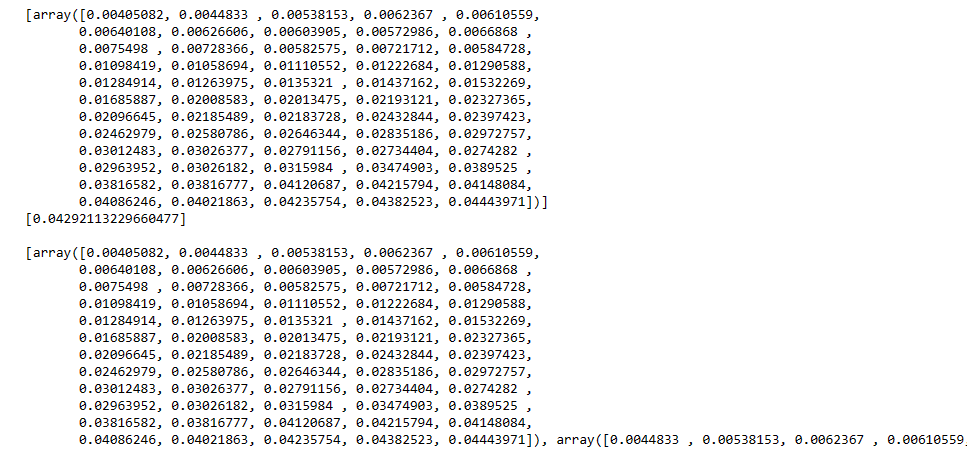 [array([0.00405082, 0.0044833 , 0.00538153, 0.0062367 , 0.00610559,
0.00640108, 0.00626606, 0.00603905, 0.00572986, 0.0066868 ,
0.0075498 , 0.00728366, 0.00582575, 0.00721712, 0.00584728,
0.01098419, 0.01058694, 0.01110552, 0.01222684, 0.01290588,
0.01284914, 0.01263975, 0.0135321 , 0.01437162, 0.01532269,
0.01685887, 0.02008583, 0.02013475, 0.02193121, 0.02327365,
0.02096645, 0.02185489, 0.02183728, 0.02432844, 0.02397423,
0.02462979, 0.02580786, 0.02646344, 0.02835186, 0.02972757,
0.03012483, 0.03026377, 0.02791156, 0.02734404, 0.0274282 ,
0.02963952, 0.03026182, 0.0315984 , 0.03474903, 0.0389525 ,
0.03816582, 0.03816777, 0.04120687, 0.04215794, 0.04148084,
0.04086246, 0.04021863, 0.04235754, 0.04382523, 0.04443971])]
[0.04292113229660477]
[array([0.00405082, 0.0044833 , 0.00538153, 0.0062367 , 0.00610559,
0.00640108, 0.00626606, 0.00603905, 0.00572986, 0.0066868 ,
0.0075498 , 0.00728366, 0.00582575, 0.00721712, 0.00584728,
0.01098419, 0.01058694, 0.01110552, 0.01222684, 0.01290588,
0.01284914, 0.01263975, 0.0135321 , 0.01437162, 0.01532269,
0.01685887, 0.02008583, 0.02013475, 0.02193121, 0.02327365,
0.02096645, 0.02185489, 0.02183728, 0.02432844, 0.02397423,
0.02462979, 0.02580786, 0.02646344, 0.02835186, 0.02972757,
0.03012483, 0.03026377, 0.02791156, 0.02734404, 0.0274282 ,
0.02963952, 0.03026182, 0.0315984 , 0.03474903, 0.0389525 ,
0.03816582, 0.03816777, 0.04120687, 0.04215794, 0.04148084,
0.04086246, 0.04021863, 0.04235754, 0.04382523, 0.04443971]), array([0.0044833 , 0.00538153, 0.0062367 , 0.00610559,